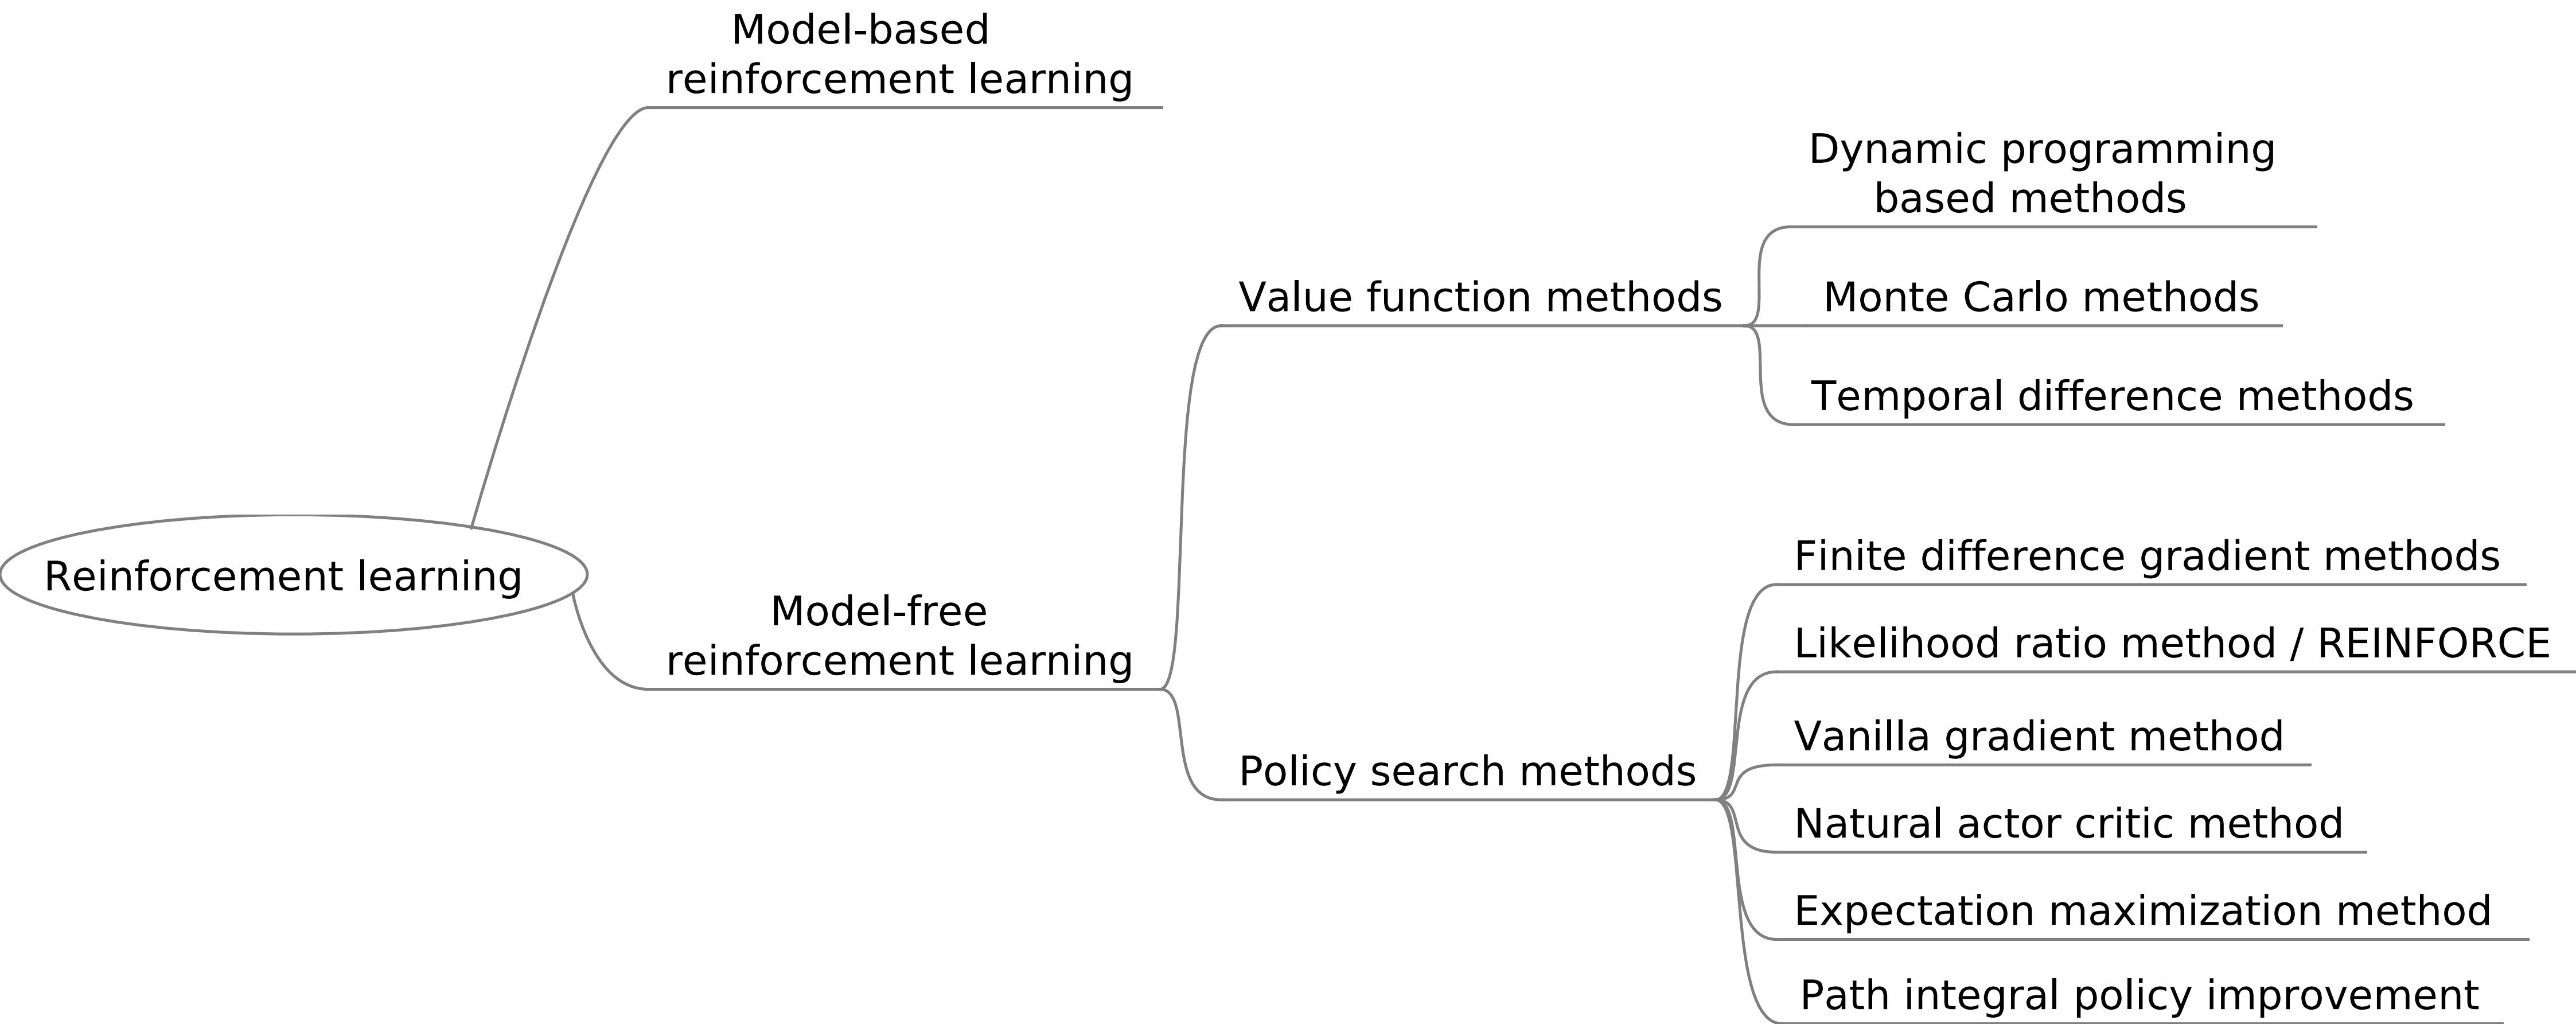 Model-based
reinforcement learning
Dynamic programming
based methods
Value function methods
Monte Carlo methods
Temporal difference methods
Reinforcement learning
Model-free
reinforcement learning
Finite difference gradient methods
Likelihood ratio method / REINFORCE
Vanilla gradient method
Policy search methods
Natural actor critic method
Expectation maximization method
Path integral policy improvement